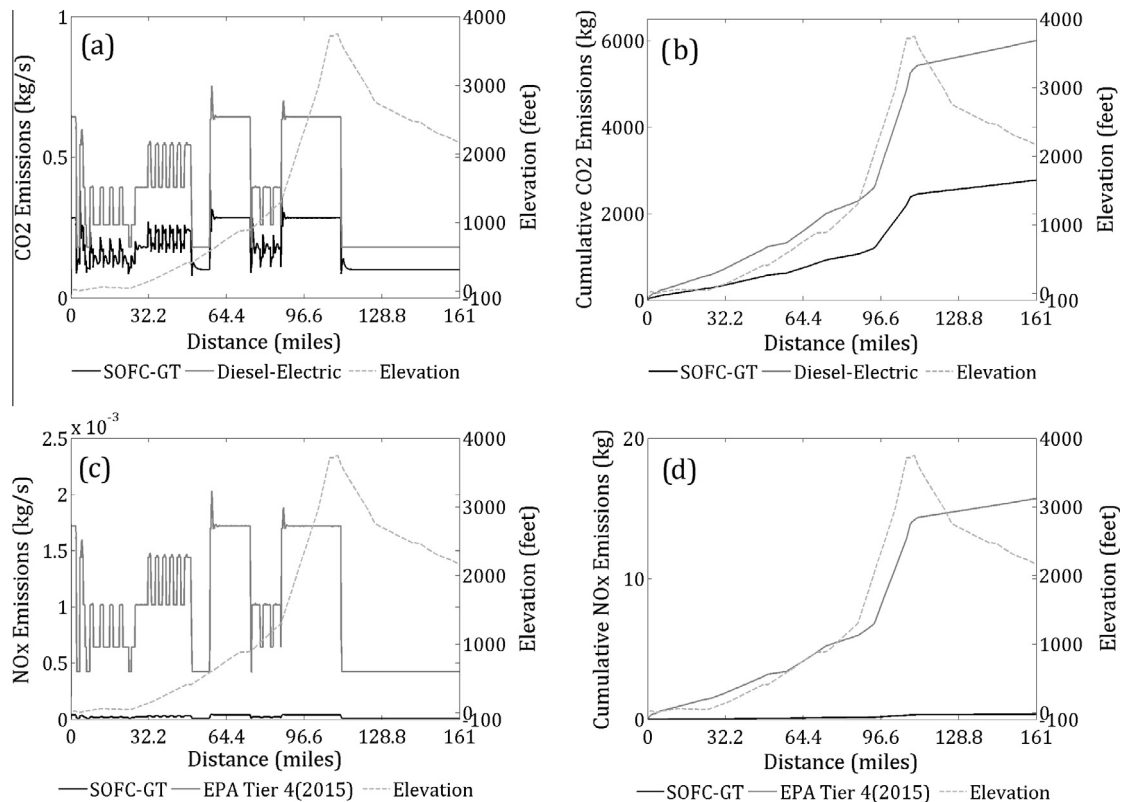 (a)
1
0.5
0
CO2 Emissions (kg/s)
4000
3000
2000
1000
0
-100
Elevation (feet)
0 32.2 64.4 96.6 128.8 161
Distance (miles)
SOFC-GT Diesel-Electric Elevation
(b)
6000
4000
2000
0
Cumulative CO2 Emissions (kg)
4000
3000
2000
1000
0
-100
Elevation (feet)
0 32.2 64.4 96.6 128.8 161
Distance (miles)
SOFC-GT Diesel-Electric Elevation
x 10⁻³
(c)
2.5
2
1.5
1
0.5
0
NOx Emissions (kg/s)
4000
3000
2000
1000
0
-100
Elevation (feet)
0 32.2 64.4 96.6 128.8 161
Distance (miles)
SOFC-GT EPA Tier 4(2015) Elevation
(d)
20
10
0
Cumulative NOx Emissions (kg)
4000
3000
2000
1000
0
-100
Elevation (feet)
0 32.2 64.4 96.6 128.8 161
Distance (miles)
SOFC-GT EPA Tier 4(2015) Elevation